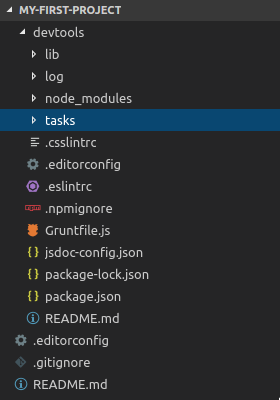 MY-FIRST-PROJECT
devtools
lib
log
node_modules
tasks
.csslintrc
.editorconfig
.eslintrc
.npmignore
Gruntfile.js
jsdoc-config.json
package-lock.json
package.json
README.md
.editorconfig
.gitignore
README.md